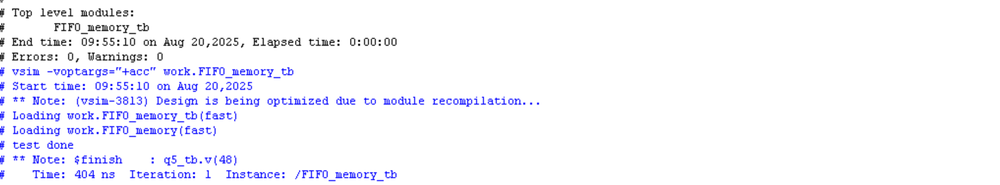 #
# Top level modules:
#       FIFO_memory_tb
# End time: 09:55:10 on Aug 20,2025, Elapsed time: 0:00:00
# Errors: 0, Warnings: 0
# vsim -voptargs="+acc" work.FIFO_memory_tb
# Start time: 09:55:10 on Aug 20,2025
# ** Note: (vsim-3813) Design is being optimized due to module recompilation...
# Loading work.FIFO_memory_tb(fast)
# Loading work.FIFO_memory(fast)
# test done
# ** Note: $finish    : q5_tb.v(48)
#    Time: 404 ns  Iteration: 1  Instance: /FIFO_memory_tb